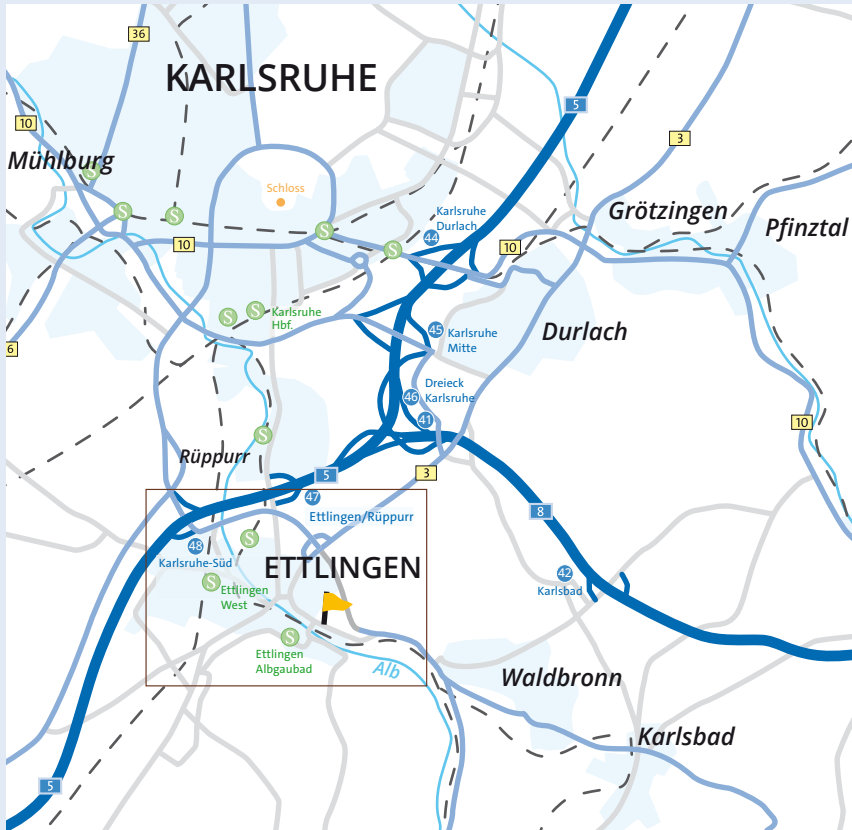 36
KARLSRUHE
5
10
3
Mühlburg
S
Schloss
S
S
S
Karlsruhe
Durlach
44
Grötzingen
Pfinztal
10
S
10
S
S
Karlsruhe
Hbf.
45
Karlsruhe
Mitte
Durlach
6
46
Dreieck
Karlsruhe
41
10
S
Rüppurr
5
3
47
Ettlingen/Rüppurr
8
S
48
Karlsruhe-Süd
ETTLINGEN
42
Karlsbad
S
Ettlingen
West
S
Ettlingen
Albgaubad
Alb
Waldbronn
Karlsbad
5